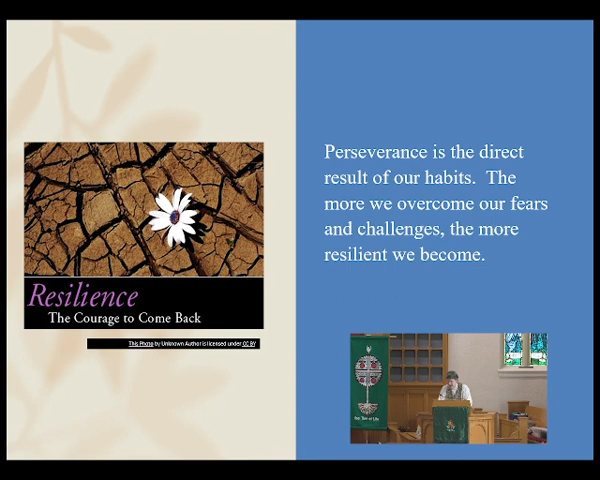 Resilience
The Courage to Come Back
This Photo by Unknown Author is licensed under CC BY
Perseverance is the direct
result of our habits.  The
more we overcome our fears
and challenges, the more
resilient we become.